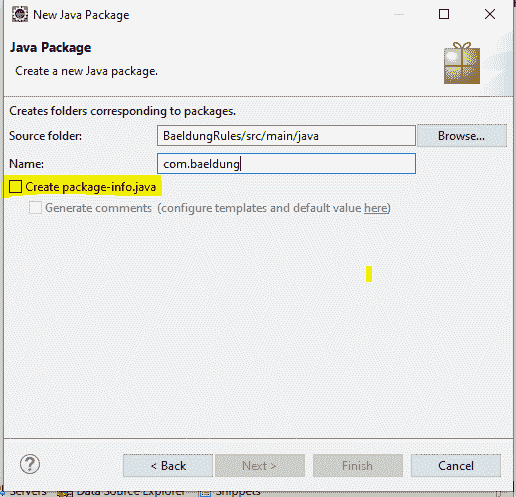 New Java Package
Java Package
Create a new Java package.
Creates folders corresponding to packages.
Source folder: BaeldungRules/src/main/java Browse...
Name: com.baeldung
Create package-info.java
Generate comments (configure templates and default value here)
? < Back Next > Finish Cancel
Servers Data Source Explorer Snippets